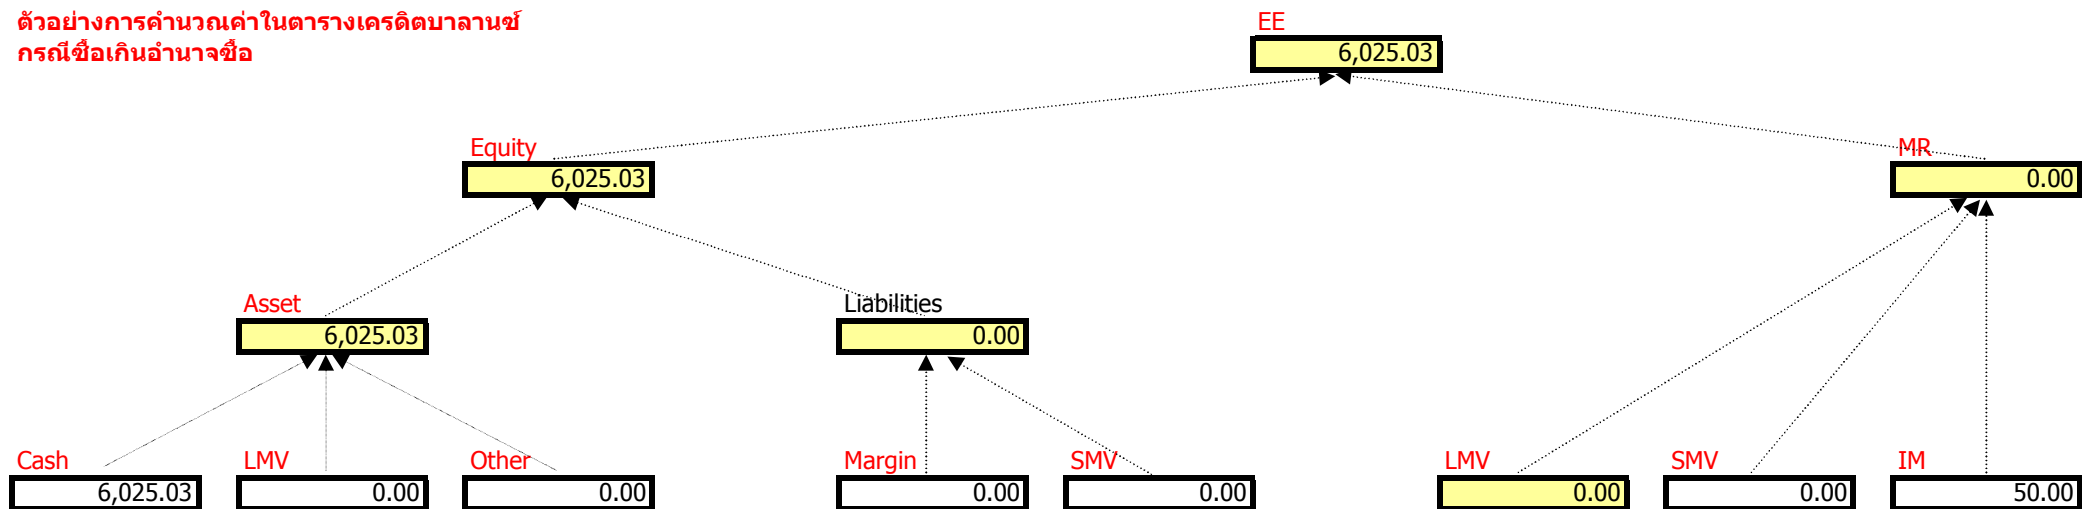 ตัวอย่างการคำนวณค่าในตารางเครดิตบาลานซ์
กรณีซื้อเกินอำนาจซื้อ
EE
6,025.03
Equity
6,025.03
MR
0.00
Asset
6,025.03
Liabilities
0.00
Cash
6,025.03
LMV
0.00
Other
0.00
Margin
0.00
SMV
0.00
LMV
0.00
SMV
0.00
IM
50.00